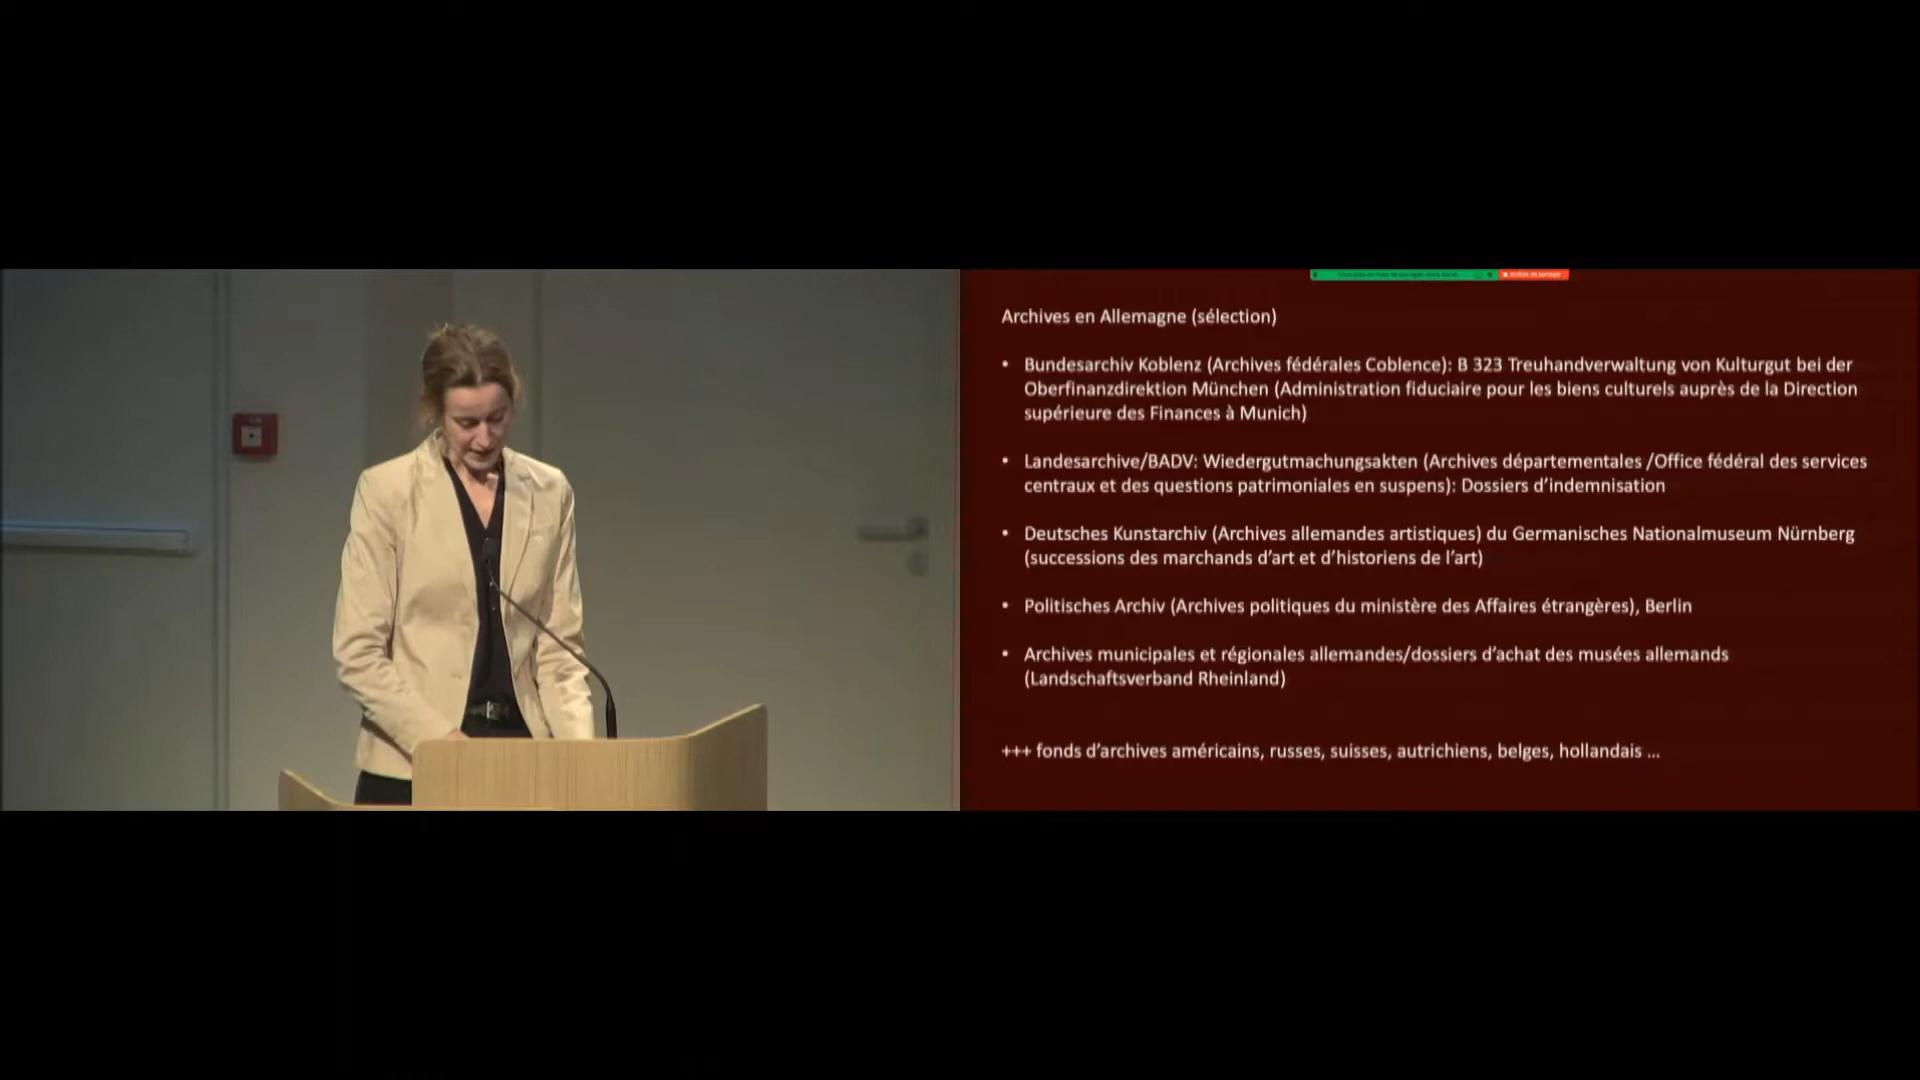 Archives en Allemagne (sélection)
• Bundesarchiv Koblenz (Archives fédérales Coblence): B 323 Treuhandverwaltung von Kulturgut bei der
Oberfinanzdirektion München (Administration fiduciaire pour les biens culturels auprès de la Direction
supérieure des Finances à Munich)
• Landesarchive/BADV: Wiedergutmachungsakten (Archives départementales /Office fédéral des services
centraux et des questions patrimoniales en suspens): Dossiers d’indemnisation
• Deutsches Kunstarchiv (Archives allemandes artistiques) du Germanisches Nationalmuseum Nürnberg
(successions des marchands d’art et d’historiens de l’art)
• Politisches Archiv (Archives politiques du ministère des Affaires étrangères), Berlin
• Archives municipales et régionales allemandes/dossiers d’achat des musées allemands
(Landschaftsverband Rheinland)
+++ fonds d’archives américains, russes, suisses, autrichiens, belges, hollandais ...